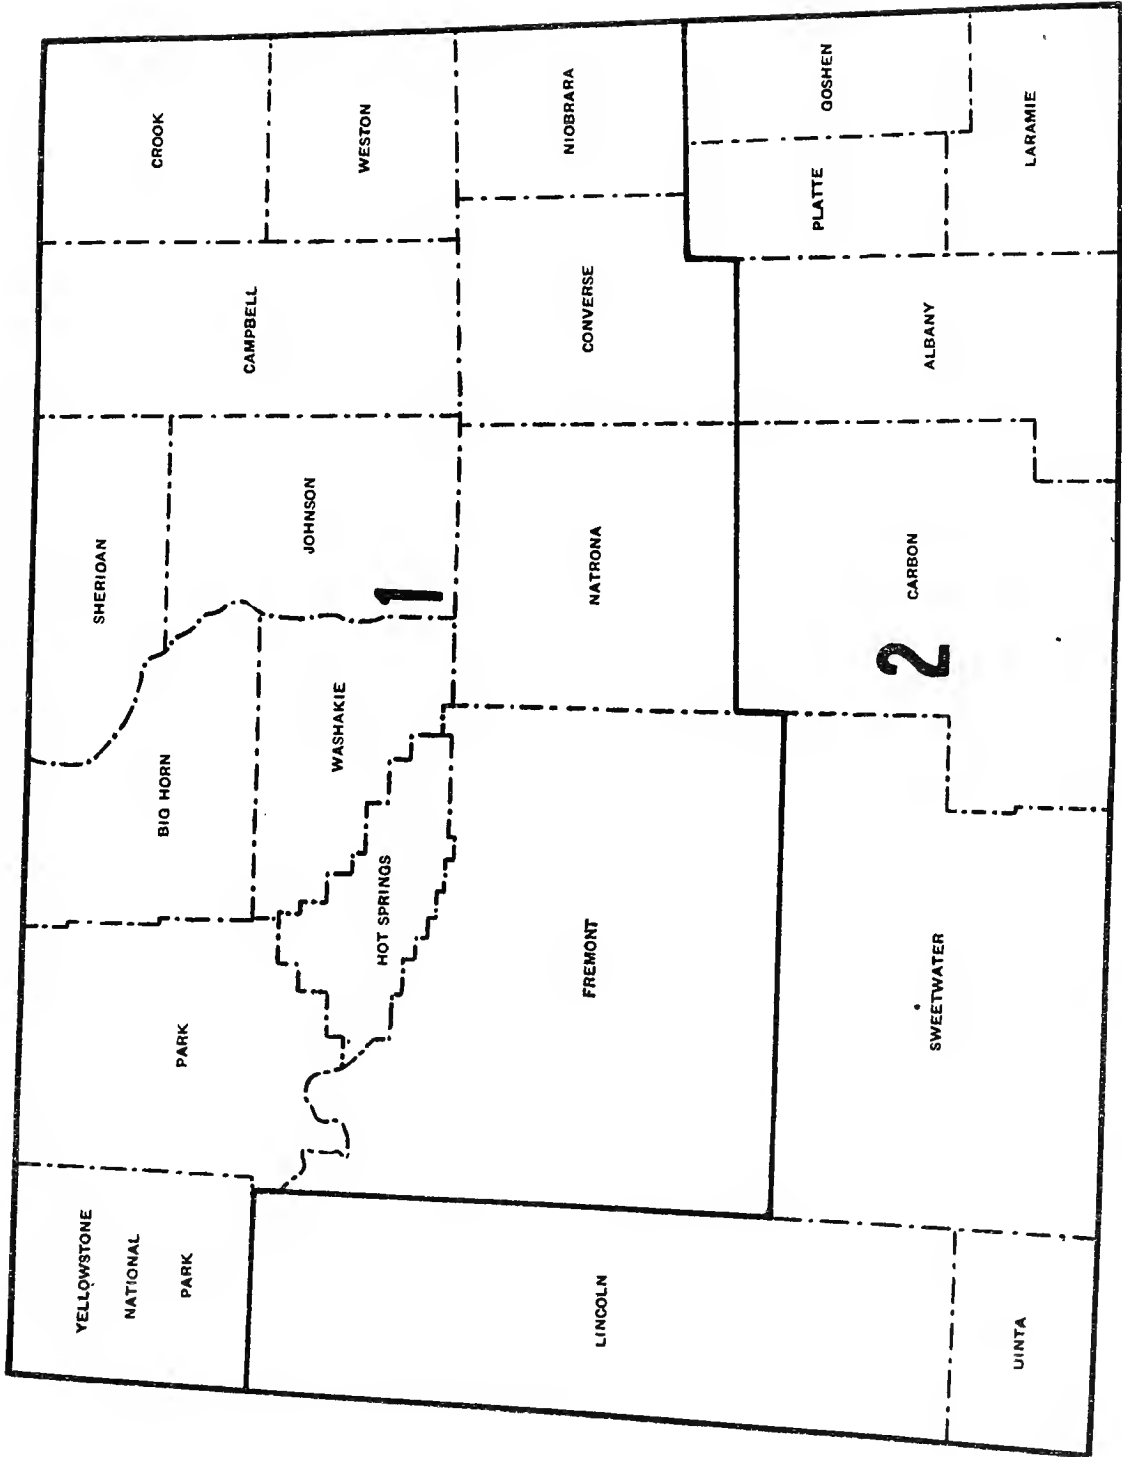 YELLOWSTONE
NATIONAL
PARK
PARK
BIG HORN
SHERIDAN
CAMPBELL
CROOK
WASHAKIE
JOHNSON
WESTON
HOT SPRINGS
1
LINCOLN
FREMONT
NATRONA
CONVERSE
NIOBRARA
PLATTE
GOSHEN
UINTA
SWEETWATER
2
CARBON
ALBANY
LARAMIE